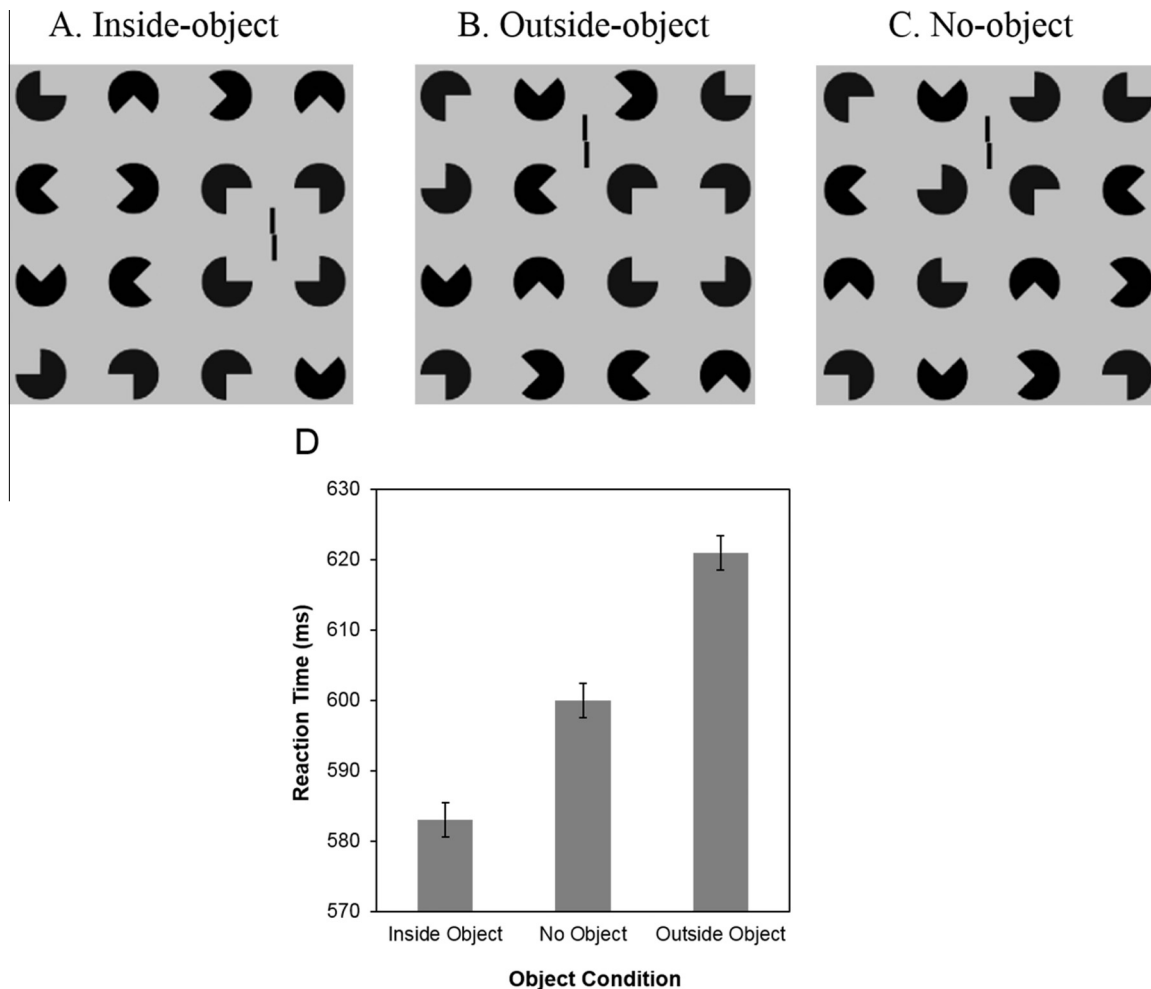 A. Inside-object
B. Outside-object
C. No-object
D
630
620
610
600
590
580
570
Reaction Time (ms)
Inside Object
No Object
Outside Object
Object Condition